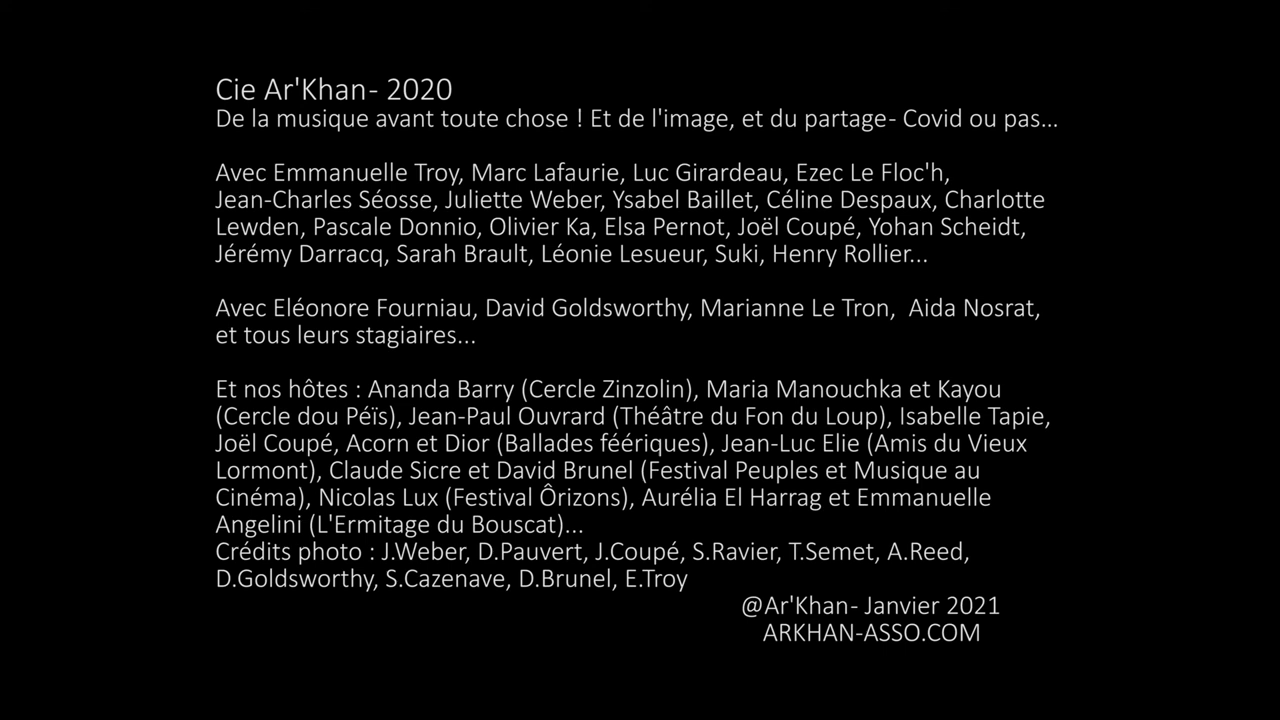 Cie Ar'Khan- 2020
De la musique avant toute chose ! Et de l'image, et du partage- Covid ou pas...
Avec Emmanuelle Troy, Marc Lafaurie, Luc Girardeau, Ezec Le Floc'h,
Jean-Charles Séosse, Juliette Weber, Ysabel Baillet, Céline Despaux, Charlotte
Lewden, Pascale Donnio, Olivier Ka, Elsa Pernot, Joël Coupé, Yohan Scheidt,
Jérémy Darracq, Sarah Brault, Léonie Lesueur, Suki, Henry Rollier...
Avec Eléonore Fourniau, David Goldsworthy, Marianne Le Tron,  Aida Nosrat,
et tous leurs stagiaires...
Et nos hôtes : Ananda Barry (Cercle Zinzolin), Maria Manouchka et Kayou
(Cercle dou Péïs), Jean-Paul Ouvrard (Théâtre du Fon du Loup), Isabelle Tapie,
Joël Coupé, Acorn et Dior (Ballades féériques), Jean-Luc Elie (Amis du Vieux
Lormont), Claude Sicre et David Brunel (Festival Peuples et Musique au
Cinéma), Nicolas Lux (Festival Ôrizons), Aurélia El Harrag et Emmanuelle
Angelini (L'Ermitage du Bouscat)...
Crédits photo : J.Weber, D.Pauvert, J.Coupé, S.Ravier, T.Semet, A.Reed,
D.Goldsworthy, S.Cazenave, D.Brunel, E.Troy
@Ar'Khan- Janvier 2021
ARKHAN-ASSO.COM